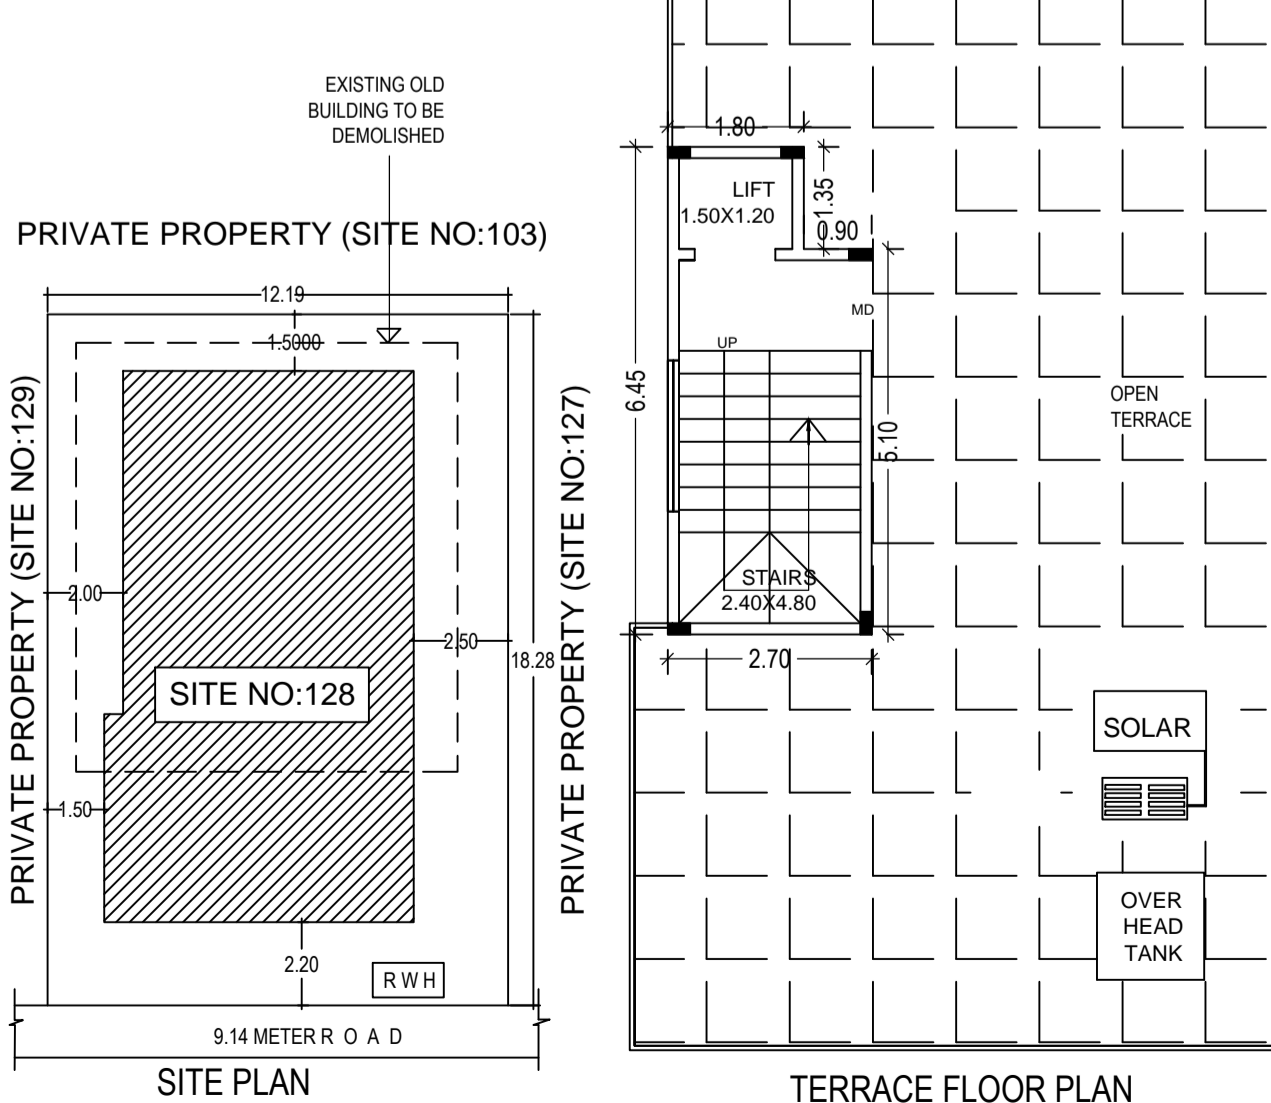 EXISTING OLD
BUILDING TO BE
DEMOLISHED
PRIVATE PROPERTY (SITE NO:103)
12.19
1.5000
PRIVATE PROPERTY (SITE NO:129)
2.00
2.50
18.28
SITE NO:128
1.50
PRIVATE PROPERTY (SITE NO:127)
2.20
R W H
9.14 METER R O A D
SITE PLAN
1.80
LIFT
1.50X1.20
1.35
0.90
MD
UP
6.45
5.10
OPEN
TERRACE
STAIRS
2.40X4.80
2.70
SOLAR
OVER
HEAD
TANK
TERRACE FLOOR PLAN